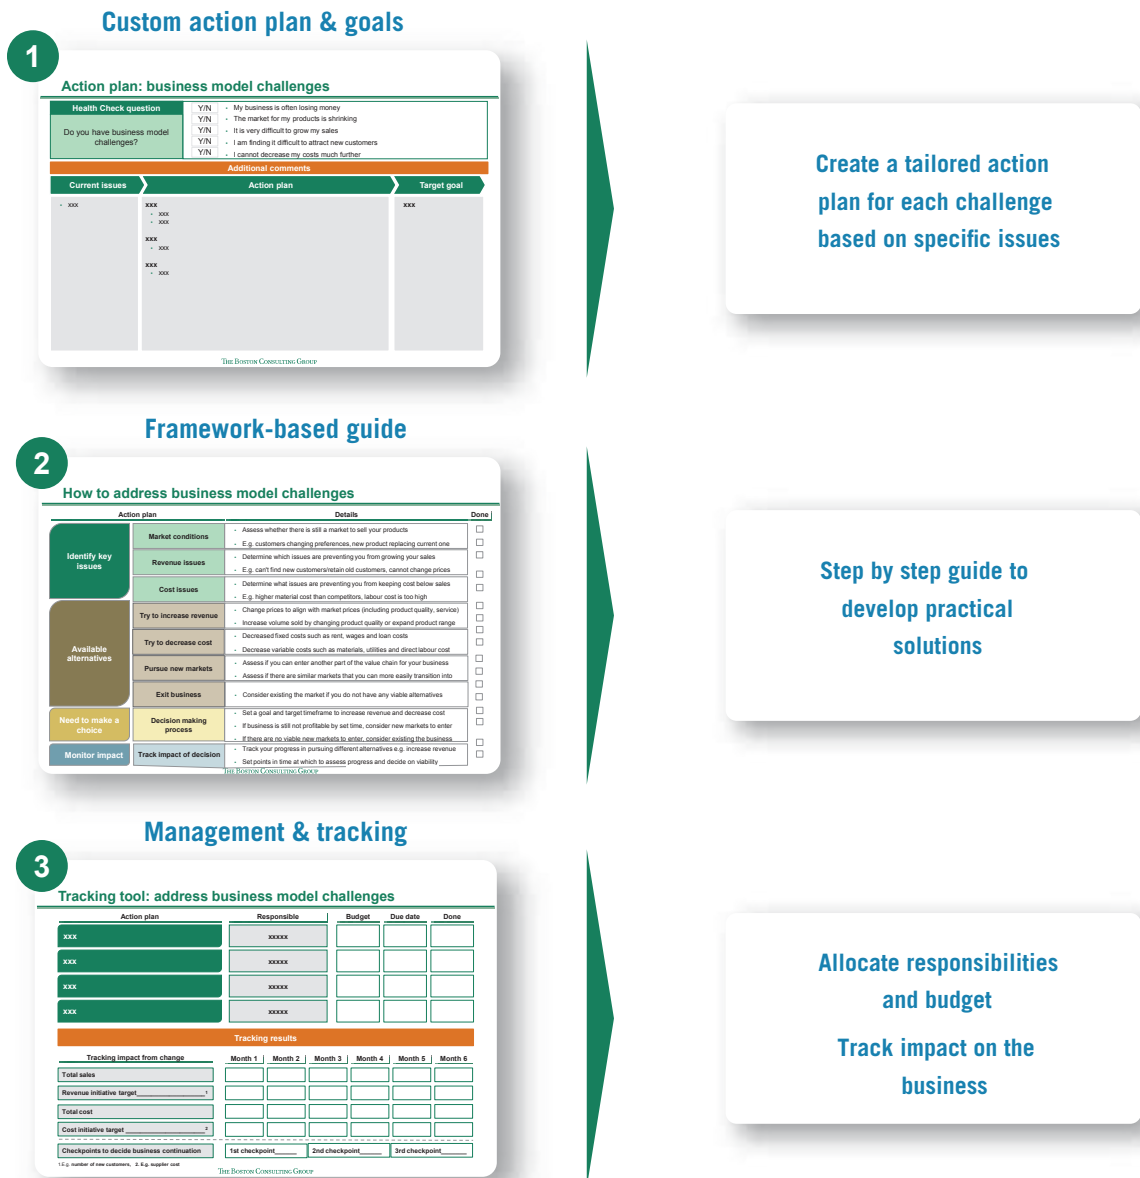 Custom action plan & goals
1
Action plan: business model challenges
Health Check question
Do you have business model
challenges?
Y/N • My business is often losing money
Y/N • The market for my products is shrinking
Y/N • It is very difficult to grow my sales
Y/N • I am finding it difficult to attract new customers
Y/N • I cannot decrease my costs much further
Additional comments
Current issues Action plan Target goal
• xxx
xxx
• xxx
• xxx
xxx
• xxx
xxx
• xxx
xxx
THE BOSTON CONSULTING GROUP
Create a tailored action
plan for each challenge
based on specific issues
Framework-based guide
2
How to address business model challenges
Action plan Details Done
Identify key
issues
Market conditions
• Assess whether there is still a market to sell your products
• E.g. customers changing preferences, new product replacing current one
Revenue issues
• Determine which issues are preventing you from growing your sales
• E.g. can't find new customers/retain old customers, cannot change prices
Cost issues
• Determine what issues are preventing you from keeping cost below sales
• E.g. higher material cost than competitors, labour cost is too high
Available
alternatives
Try to increase revenue
• Change prices to align with market prices (including product quality, service)
• Increase volume sold by changing product quality or expand product range
Try to decrease cost
• Decreased fixed costs such as rent, wages and loan costs
• Decrease variable costs such as materials, utilities and direct labour cost
Pursue new markets
• Assess if you can enter another part of the value chain for your business
• Assess if there are similar markets that you can more easily transition into
Exit business
• Consider existing the market if you do not have any viable alternatives
Need to make a
choice
Decision making
process
• Set a goal and target timeframe to increase revenue and decrease cost
• If business is still not profitable by set time, consider new markets to enter
• If there are no viable new markets to enter, consider existing the business
Monitor impact
Track impact of decision
• Track your progress in pursuing different alternatives e.g. increase revenue
• Set points in time at which to assess progress and decide on viability
THE BOSTON CONSULTING GROUP
Step by step guide to
develop practical
solutions
Management & tracking
3
Tracking tool: address business model challenges
Action plan Responsible Budget Due date Done
xxx xxxxx
xxx xxxxx
xxx xxxxx
xxx xxxxx
Tracking results
Tracking impact from change Month 1 Month 2 Month 3 Month 4 Month 5 Month 6
Total sales
Revenue initiative target____________________1
Total cost
Cost initiative target ______________________2
Checkpoints to decide business continuation 1st checkpoint______ 2nd checkpoint______ 3rd checkpoint_______
1.E.g. number of new customers, 2. E.g. supplier cost
THE BOSTON CONSULTING GROUP
Allocate responsibilities
and budget
Track impact on the
business